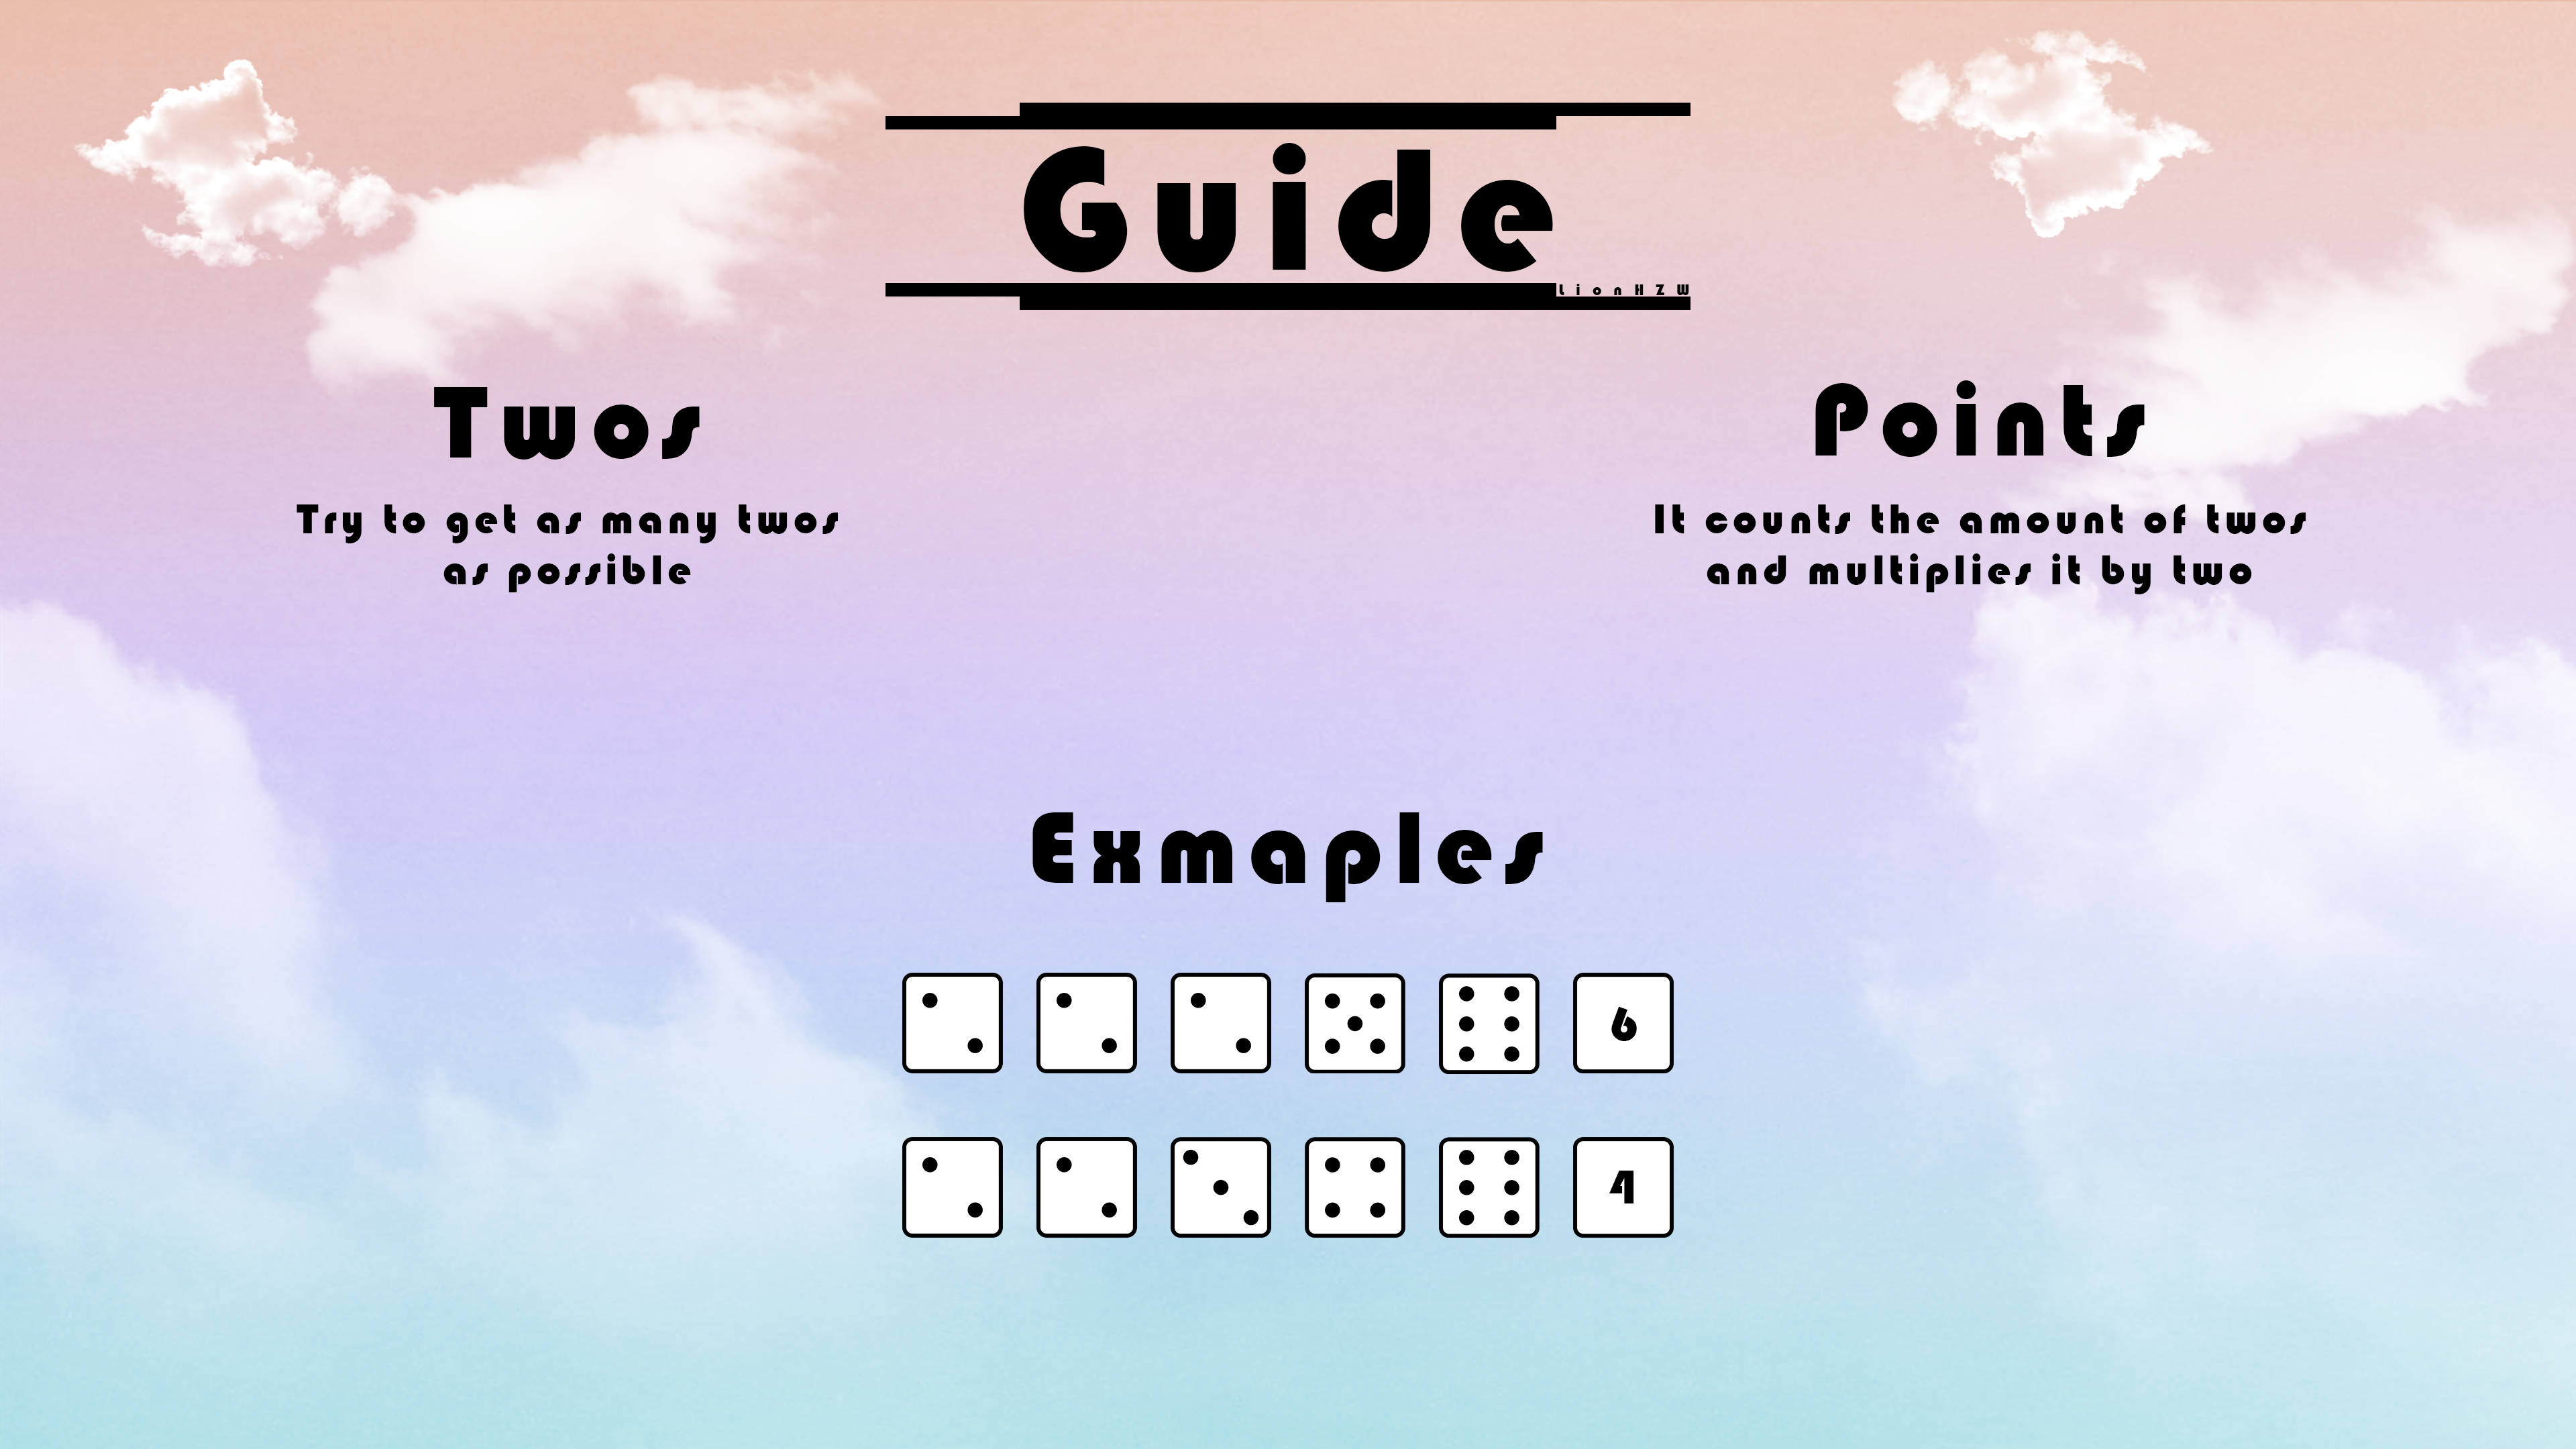 Guide
LionHZW
Twos
Try to get as many twos
as possible
Points
It counts the amount of twos
and multiplies it by two
Exmaples
6
4